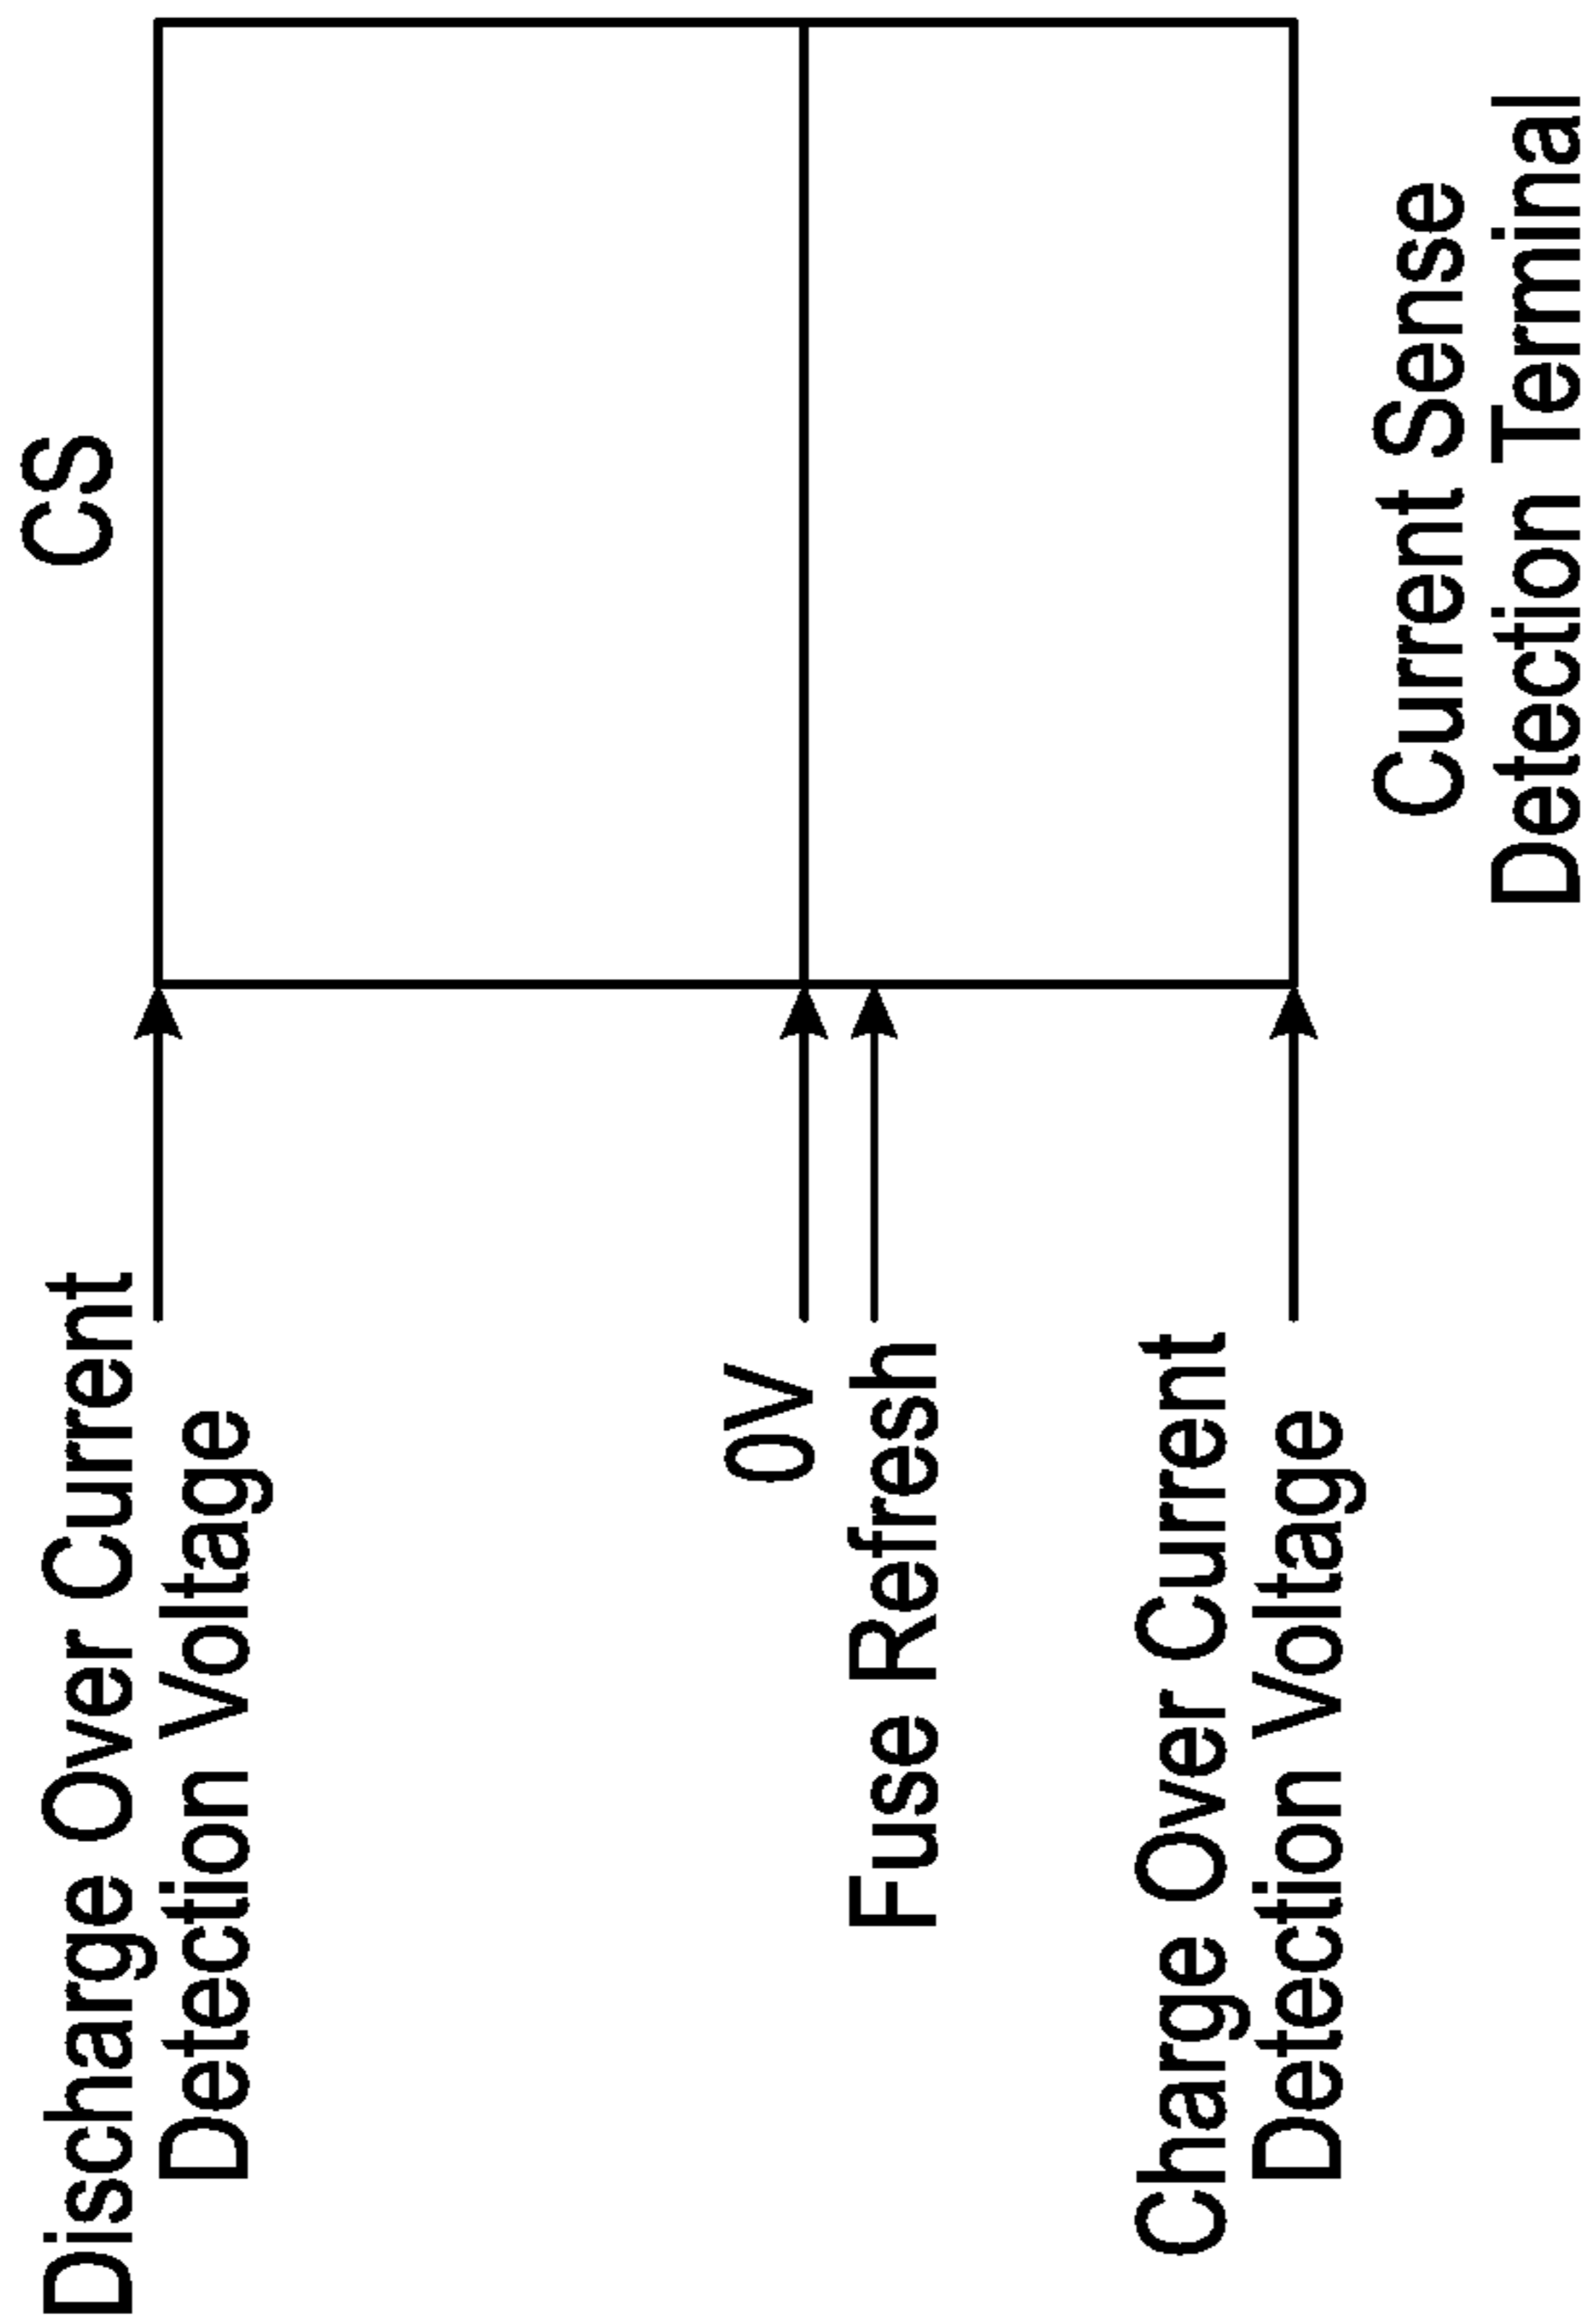 CS
Discharge Over Current
Detection Voltage
0V
Fuse Refresh
Charge Over Current
Detection Voltage
Current Sense
Detection Terminal